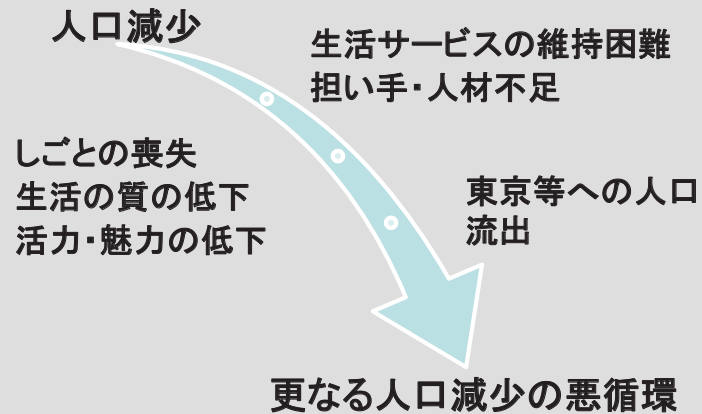 人口減少
生活サービスの維持困難
担い手・人材不足
しごとの喪失
生活の質の低下
活力・魅力の低下
東京等への人口
流出
更なる人口減少の悪循環